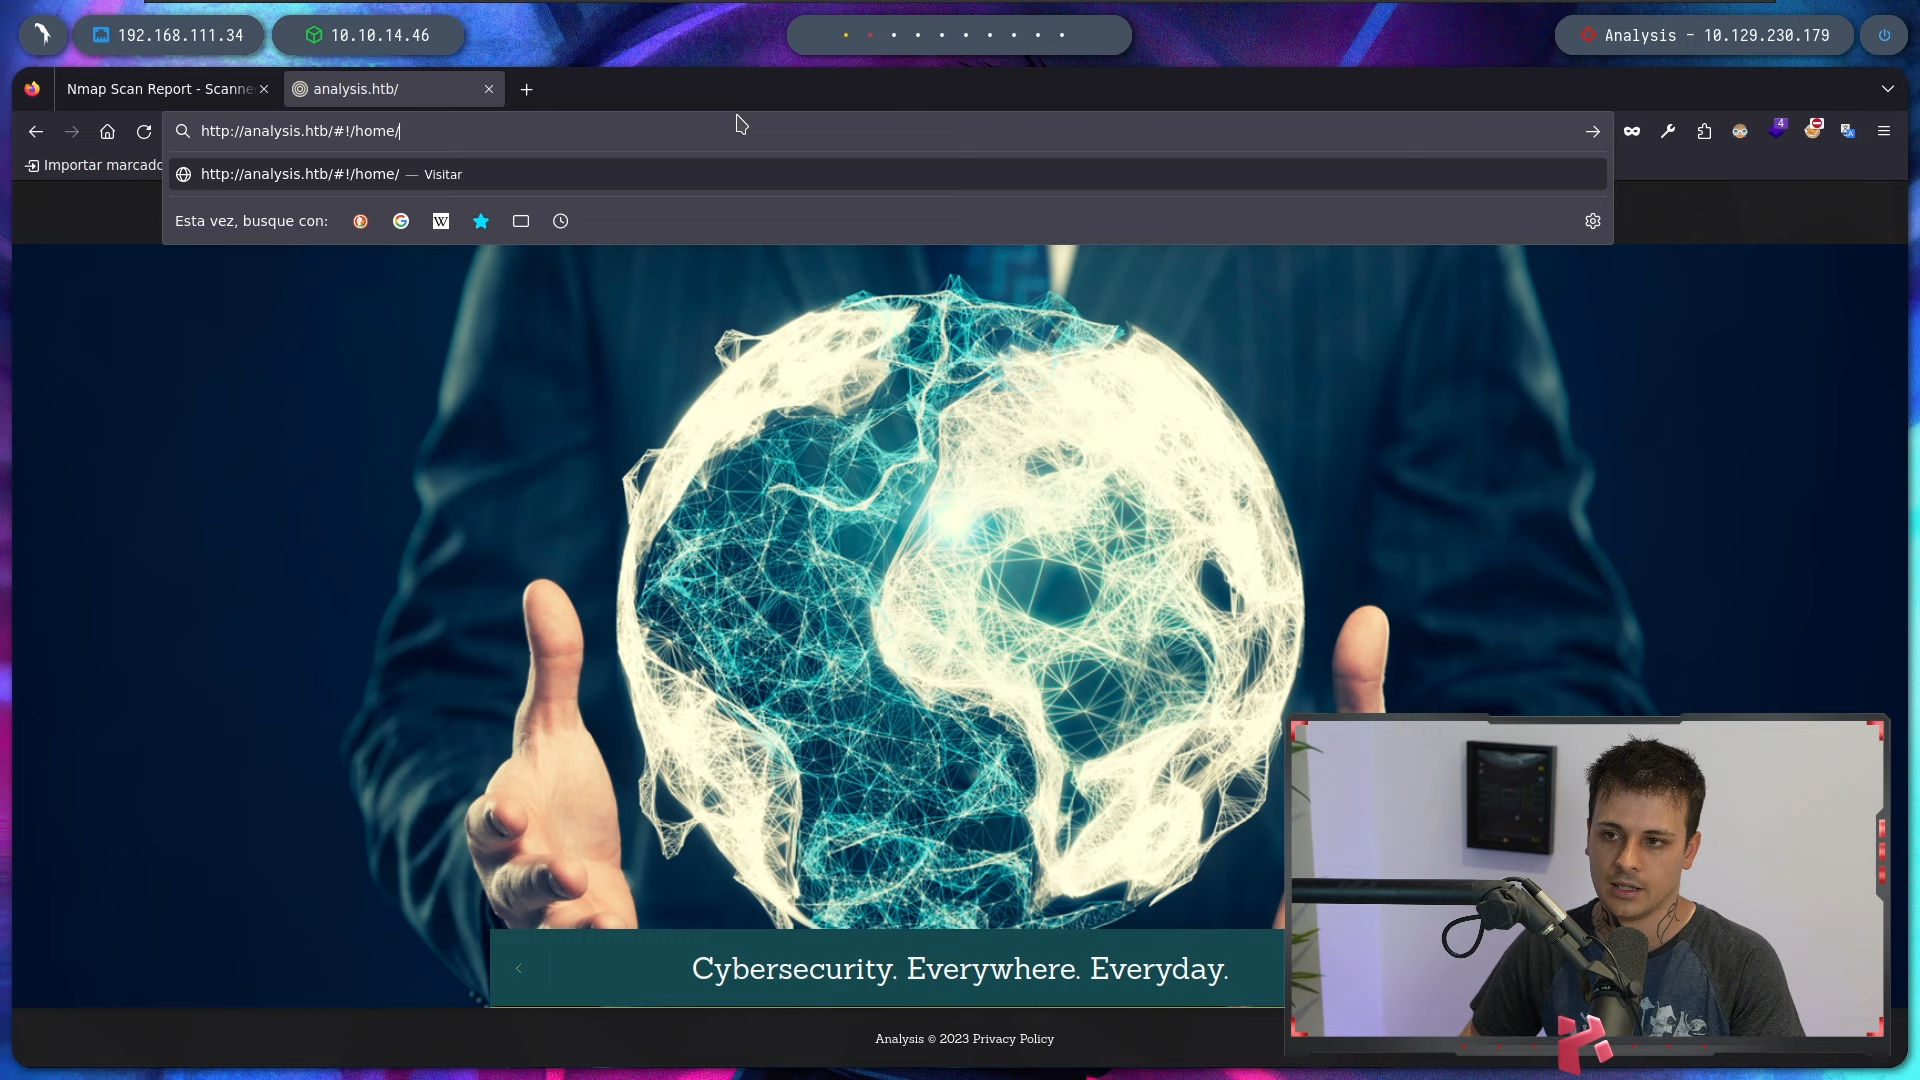 192.168.111.34
10.10.14.46
Analysis - 10.129.230.179
Nmap Scan Report - Scanne
analysis.htb/
http://analysis.htb/#!/home/
4
Importar marcado
http://analysis.htb/#!/home/ — Visitar
Esta vez, busque con:
W
Cybersecurity. Everywhere. Everyday.
Analysis © 2023 Privacy Policy